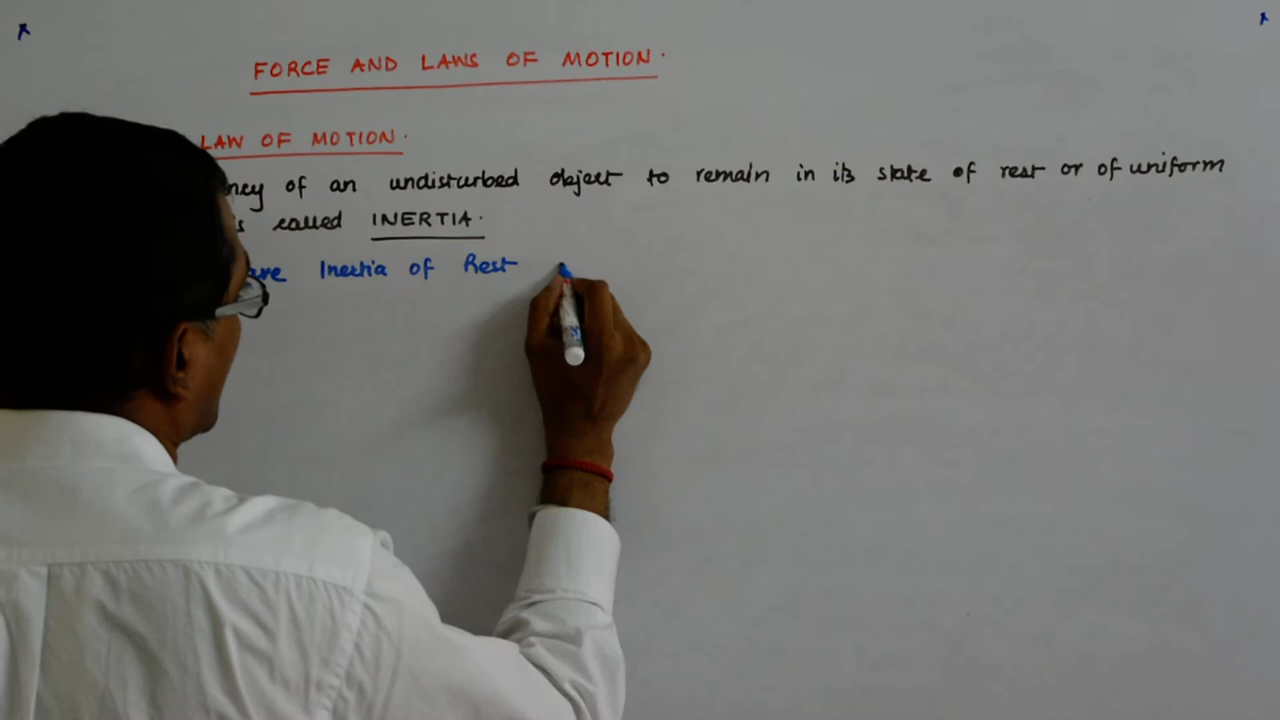 FORCE AND LAWS OF MOTION.
LAW OF MOTION.
of an undisturbed object to remain in its state of rest or of uniform
called INERTIA.
Inertia of Rest